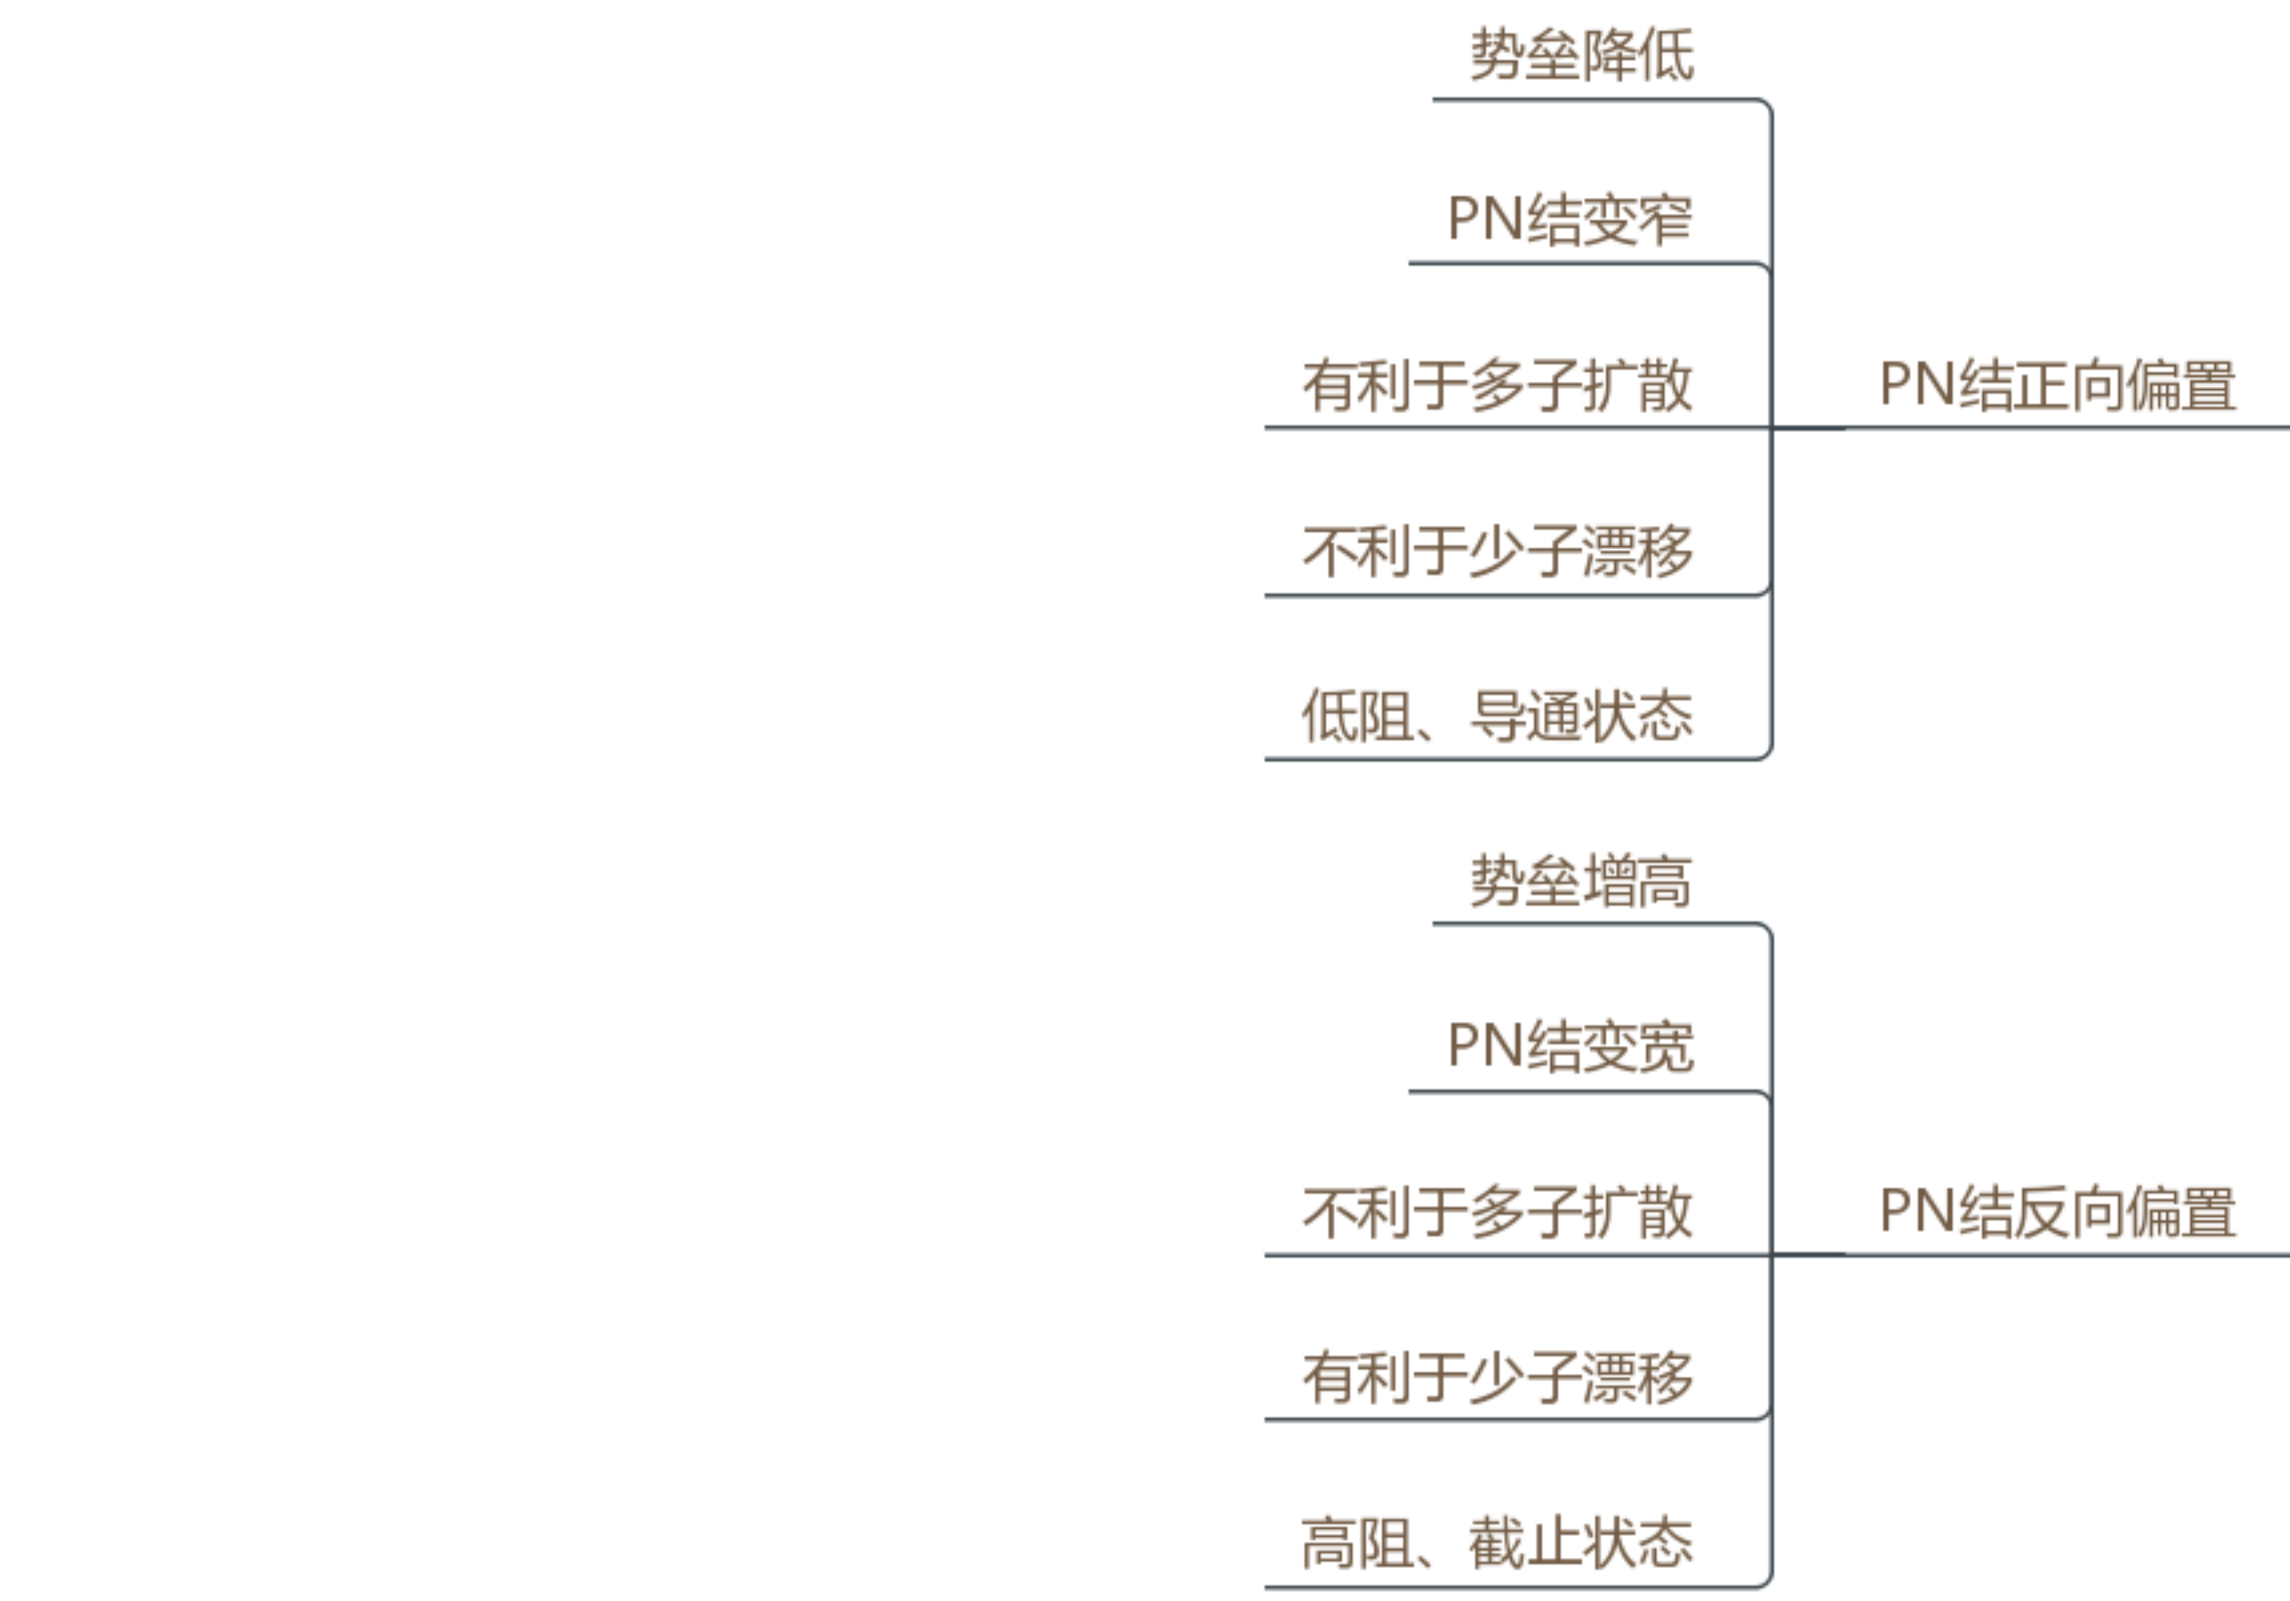 势垒降低
PN结变窄
有利于多子扩散
PN结正向偏置
不利于少子漂移
低阻、导通状态
势垒增高
PN结变宽
不利于多子扩散
PN结反向偏置
有利于少子漂移
高阻、截止状态